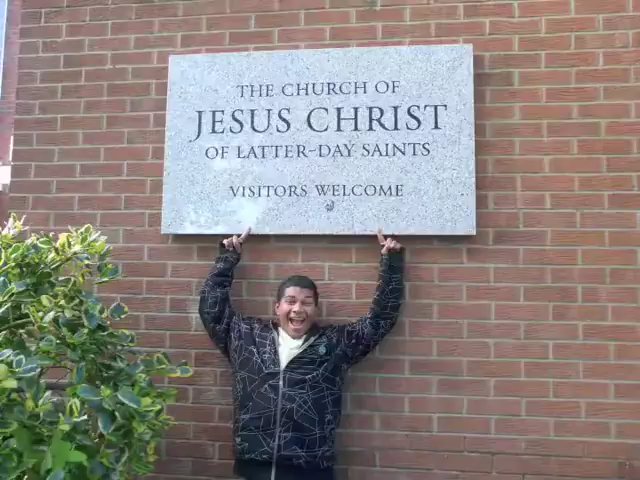 THE CHURCH OF
JESUS CHRIST
OF LATTER-DAY SAINTS
VISITORS WELCOME